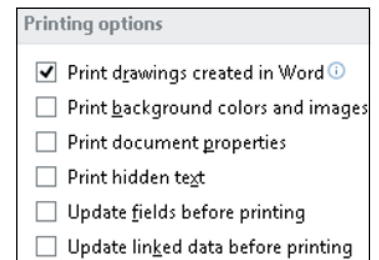 Printing options
Print drawings created in Word
Print background colors and images
Print document properties
Print hidden text
Update fields before printing
Update linked data before printing